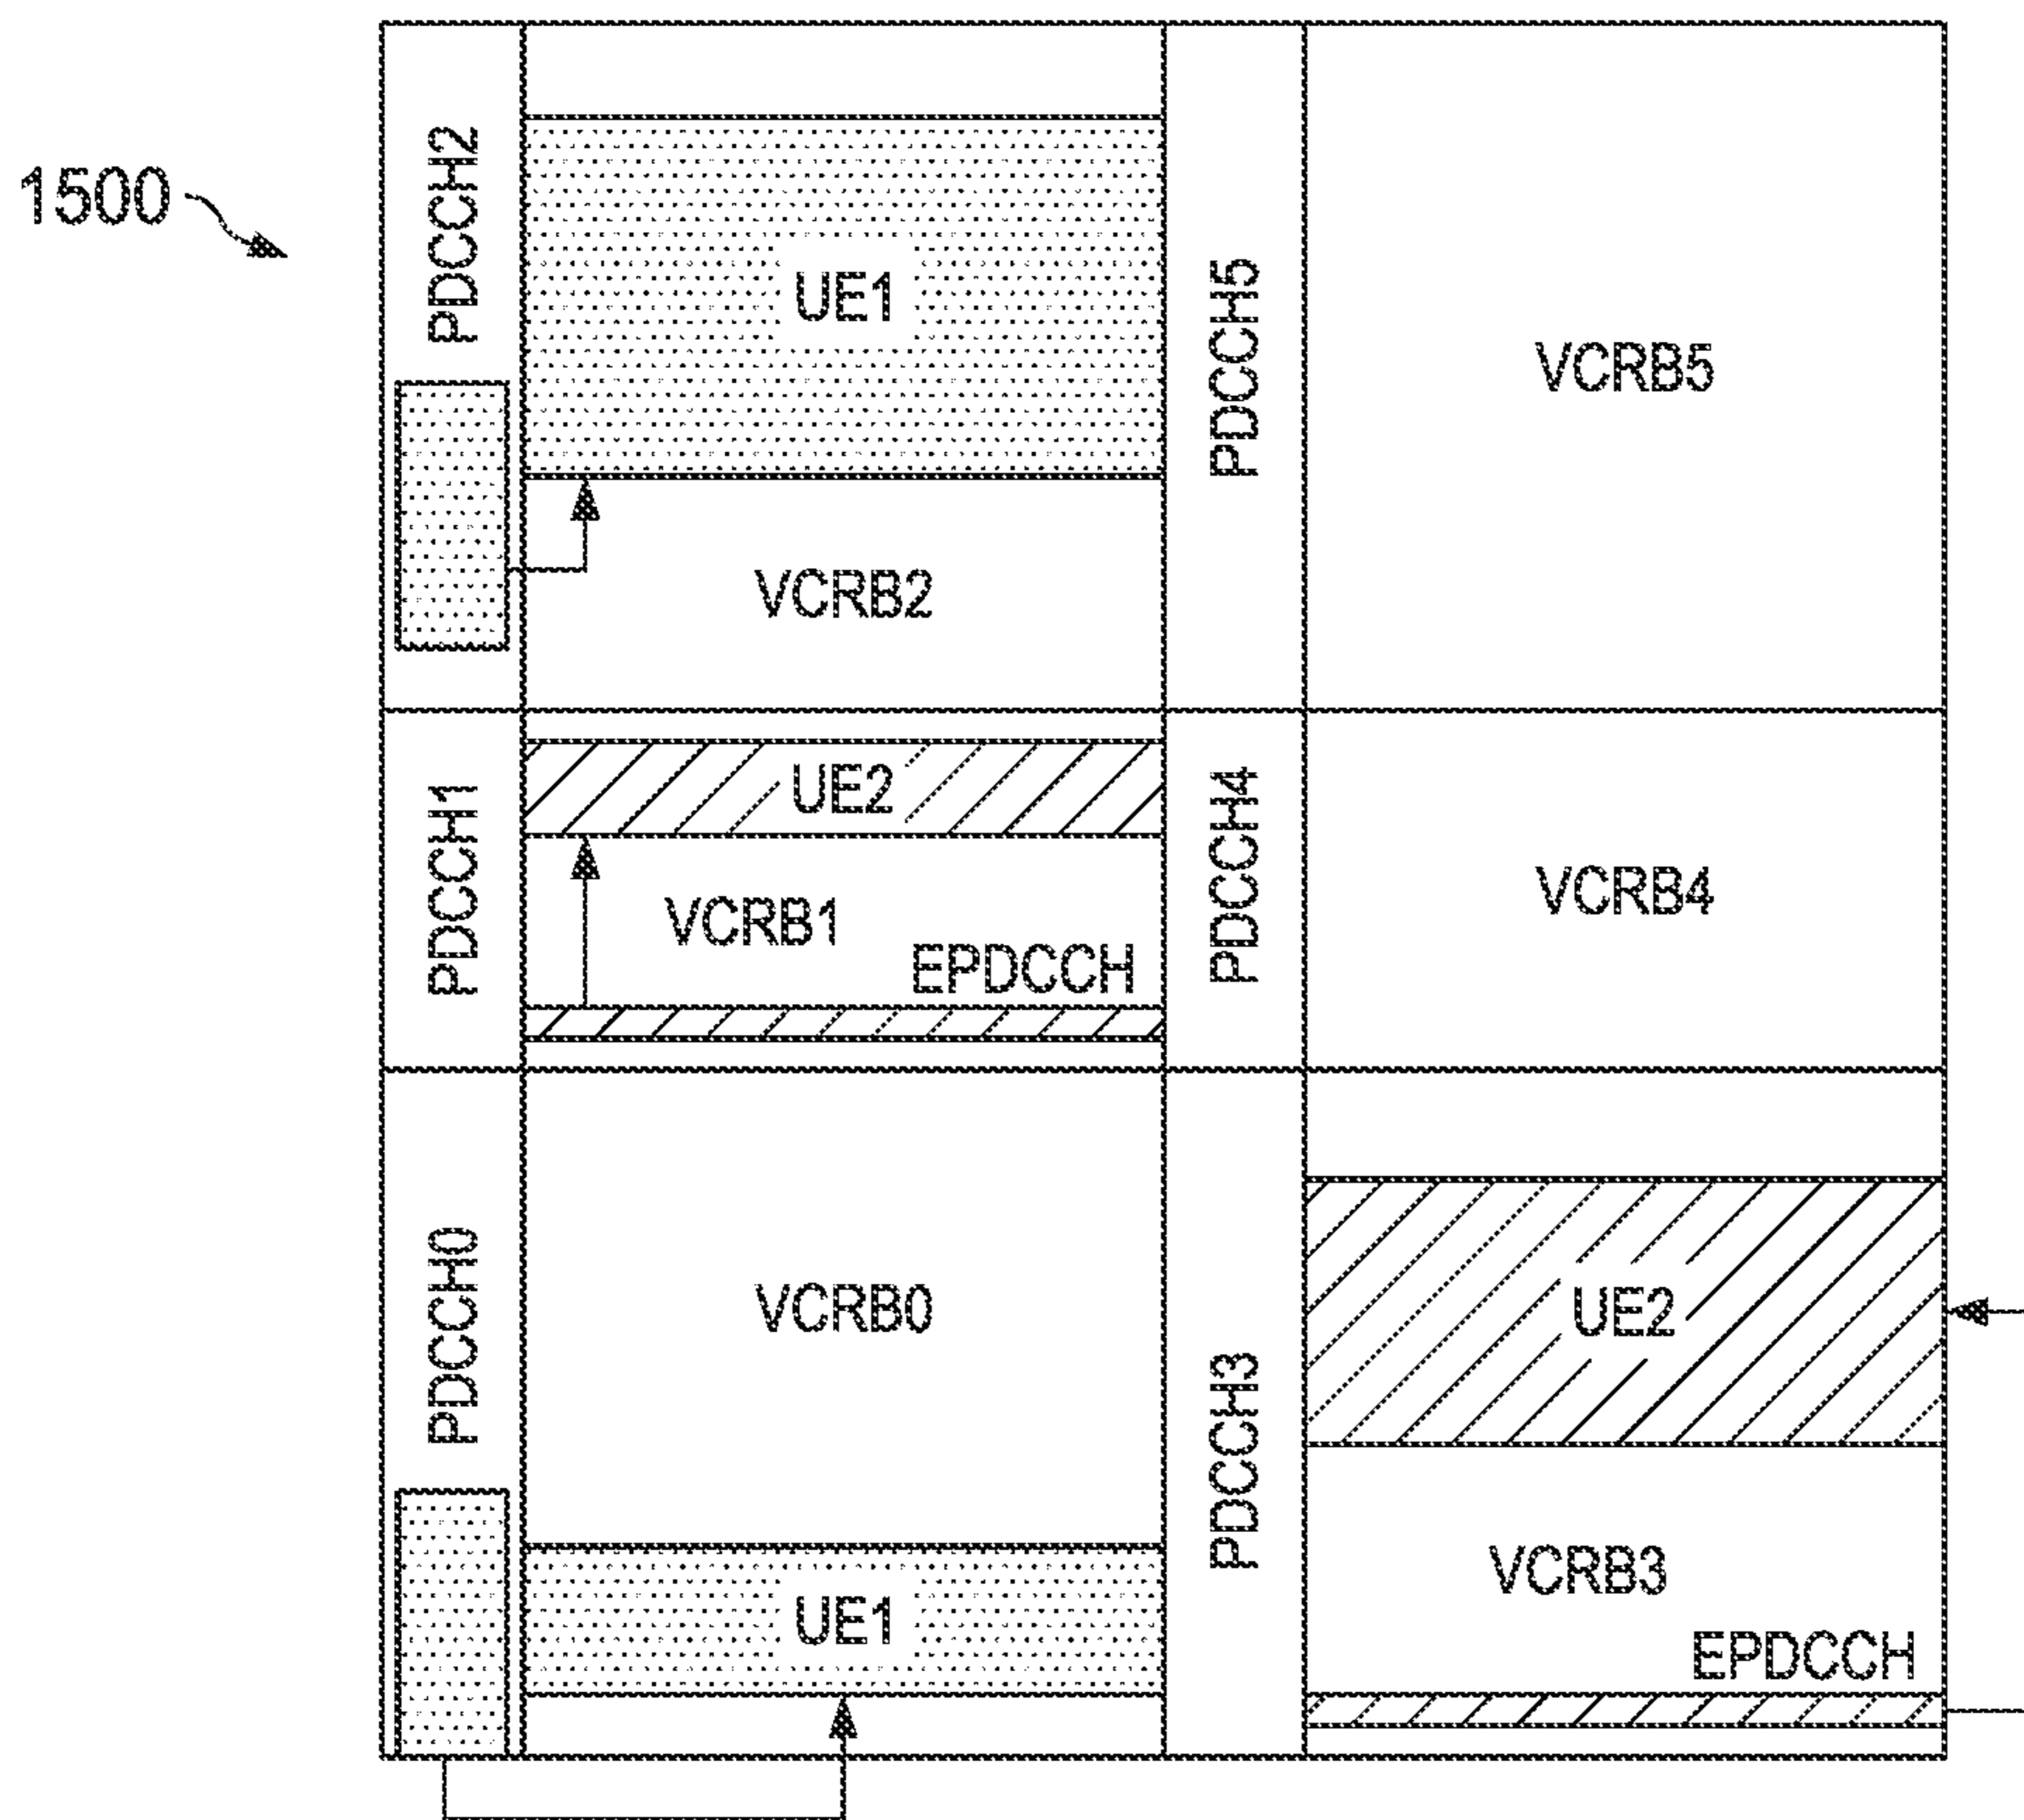 1500
PDCCH2
UE1
VCRB2
PDCCH5
VCRB5
PDCCH1
UE2
VCRB1
EPDCCH
PDCCH4
VCRB4
PDCCH0
VCRB0
UE1
PDCCH3
UE2
VCRB3
EPDCCH